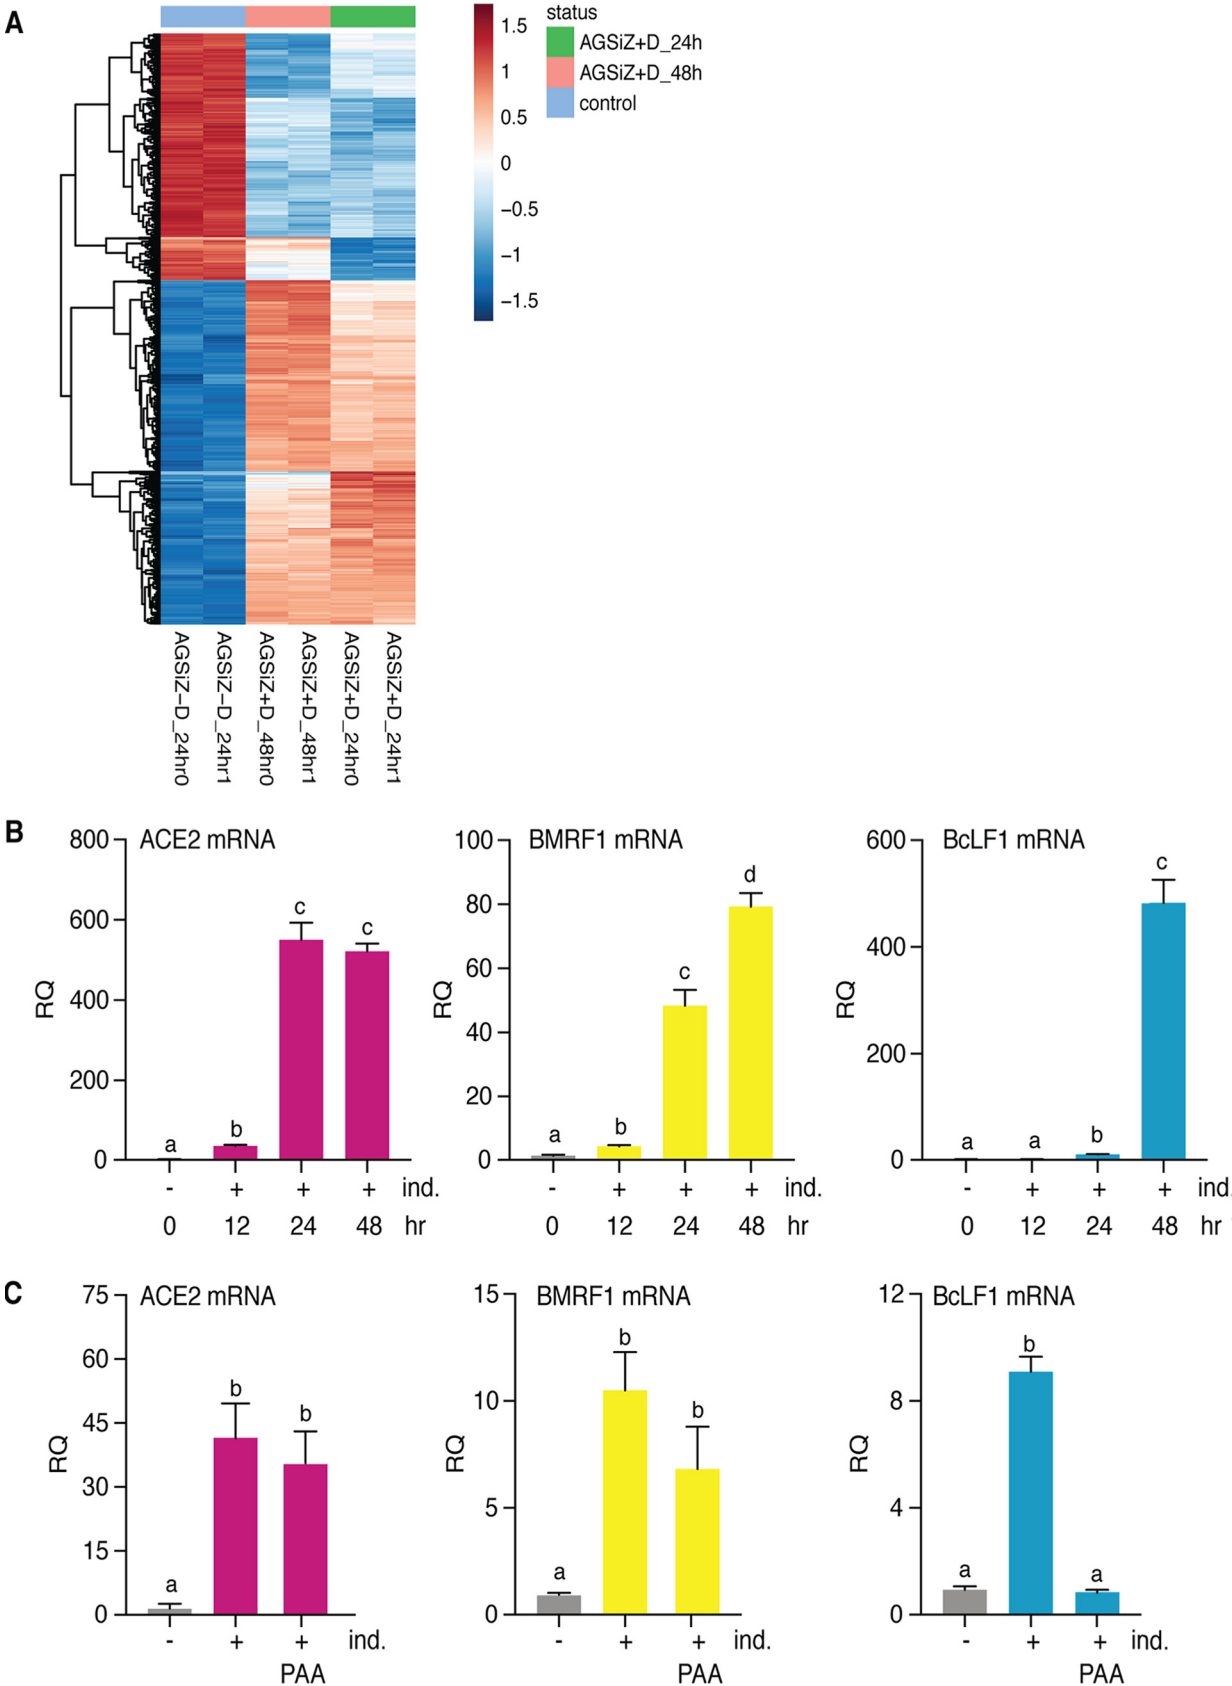 A
1.5
1
0.5
0
−0.5
−1
−1.5
status
AGSiZ+D_24h
AGSiZ+D_48h
control
AGSiZ−D_24hr0
AGSiZ−D_24hr1
AGSiZ+D_48hr0
AGSiZ+D_48hr1
AGSiZ+D_24hr0
AGSiZ+D_24hr1
B
ACE2 mRNA
RQ
800
600
400
200
0
a
b
c
c
- + + + ind.
0 12 24 48 hr
BMRF1 mRNA
RQ
100
80
60
40
20
0
a
b
c
d
- + + + ind.
0 12 24 48 hr
BcLF1 mRNA
RQ
600
400
200
0
a
a
b
c
- + + + ind.
0 12 24 48 hr
C
ACE2 mRNA
RQ
75
60
45
30
15
0
a
b
b
- + + ind.
PAA
BMRF1 mRNA
RQ
15
10
5
0
a
b
b
- + + ind.
PAA
BcLF1 mRNA
RQ
12
8
4
0
a
b
a
- + + ind.
PAA